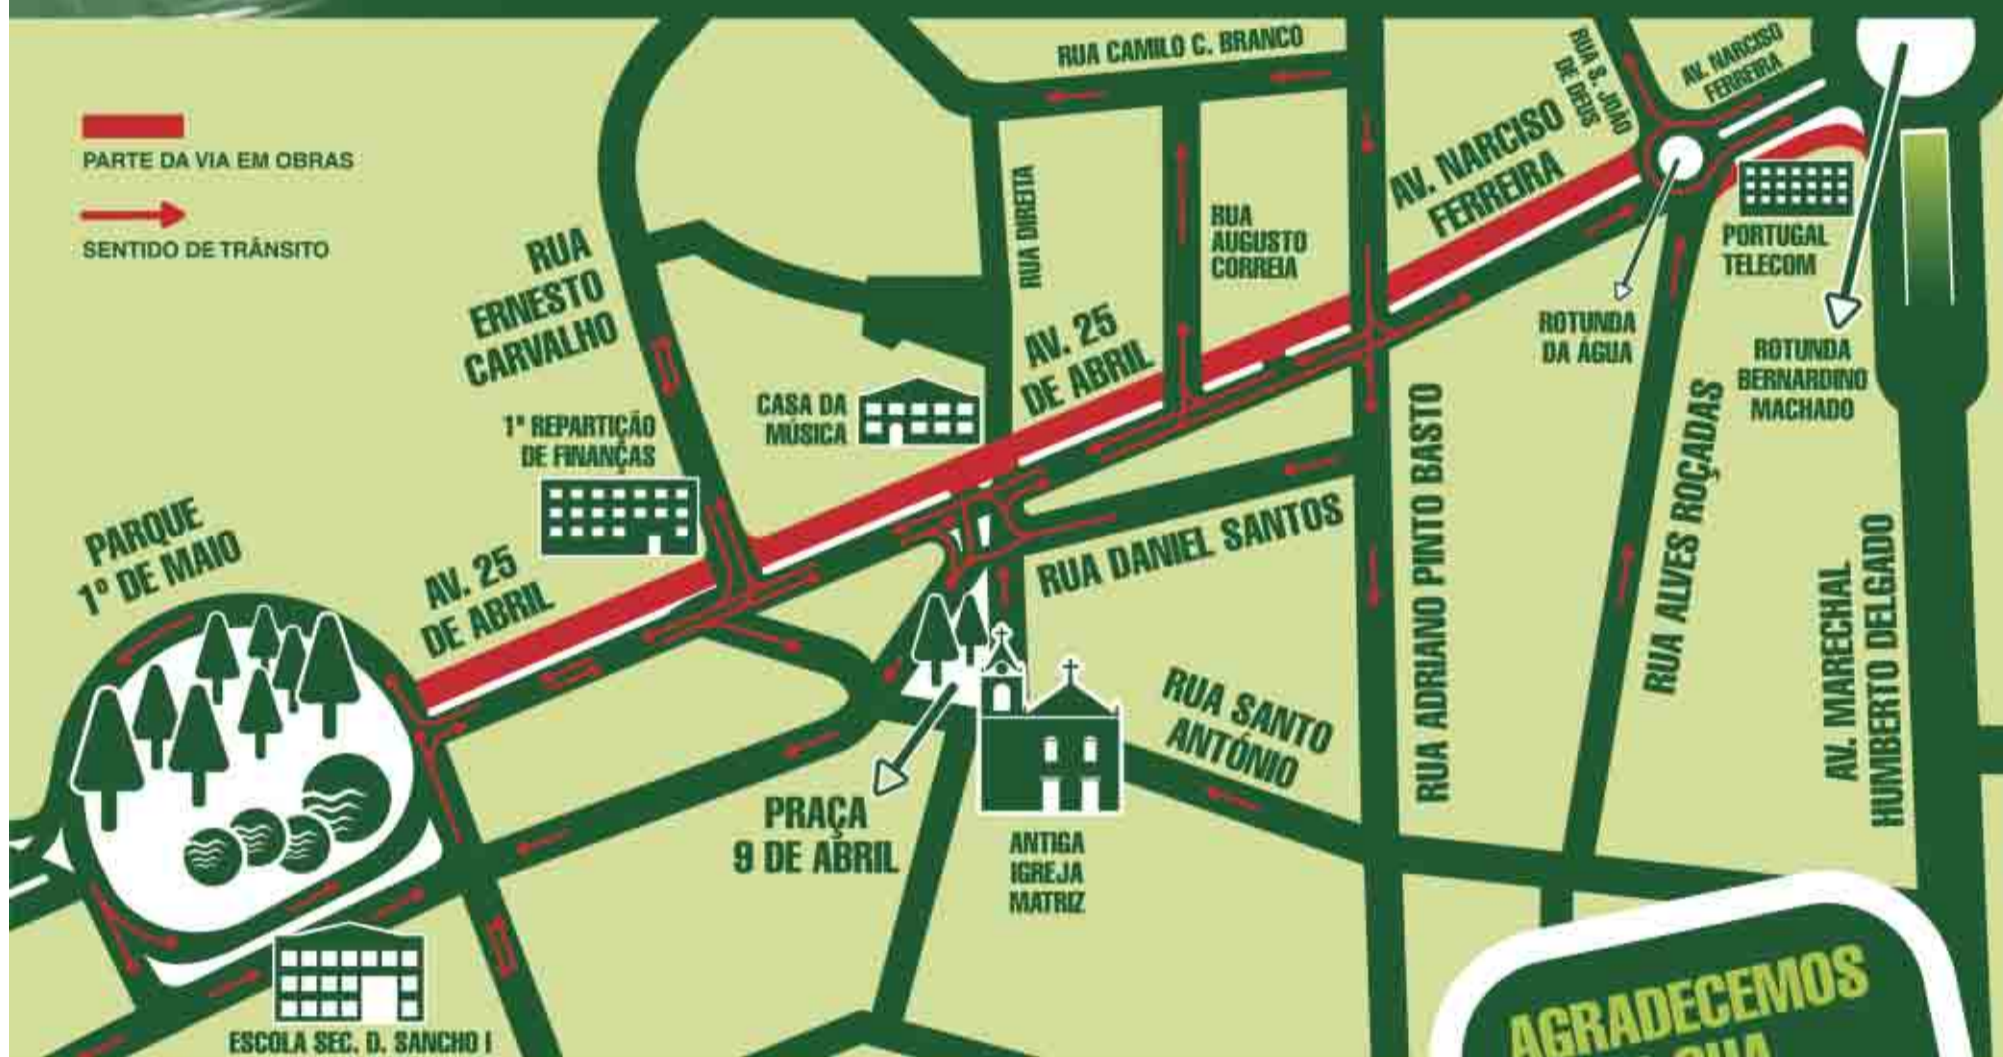 RUA CAMILO C. BRANCO
RUA S. JOÃO
DE DEUS
AV. NARCISO
FERREIRA
PARTE DA VIA EM OBRAS
SENTIDO DE TRÂNSITO
RUA
ERNESTO
CARVALHO
RUA DIREITA
RUA
AUGUSTO
CORREIA
AV. NARCISO
FERREIRA
PORTUGAL
TELECOM
ROTUNDA
DA ÁGUA
ROTUNDA
BERNARDINO
MACHADO
AV. 25
DE ABRIL
CASA DA
MÚSICA
1ª REPARTIÇÃO
DE FINANÇAS
PARQUE
1º DE MAIO
AV. 25
DE ABRIL
RUA DANIEL SANTOS
RUA ADRIANO PINTO BASTO
RUA ALVES ROÇADAS
AV. MARECHAL
HUMBERTO DELGADO
RUA SANTO
ANTÓNIO
PRAÇA
9 DE ABRIL
ANTIGA
IGREJA
MATRIZ
ESCOLA SEC. D. SANCHO I
AGRADECEMOS